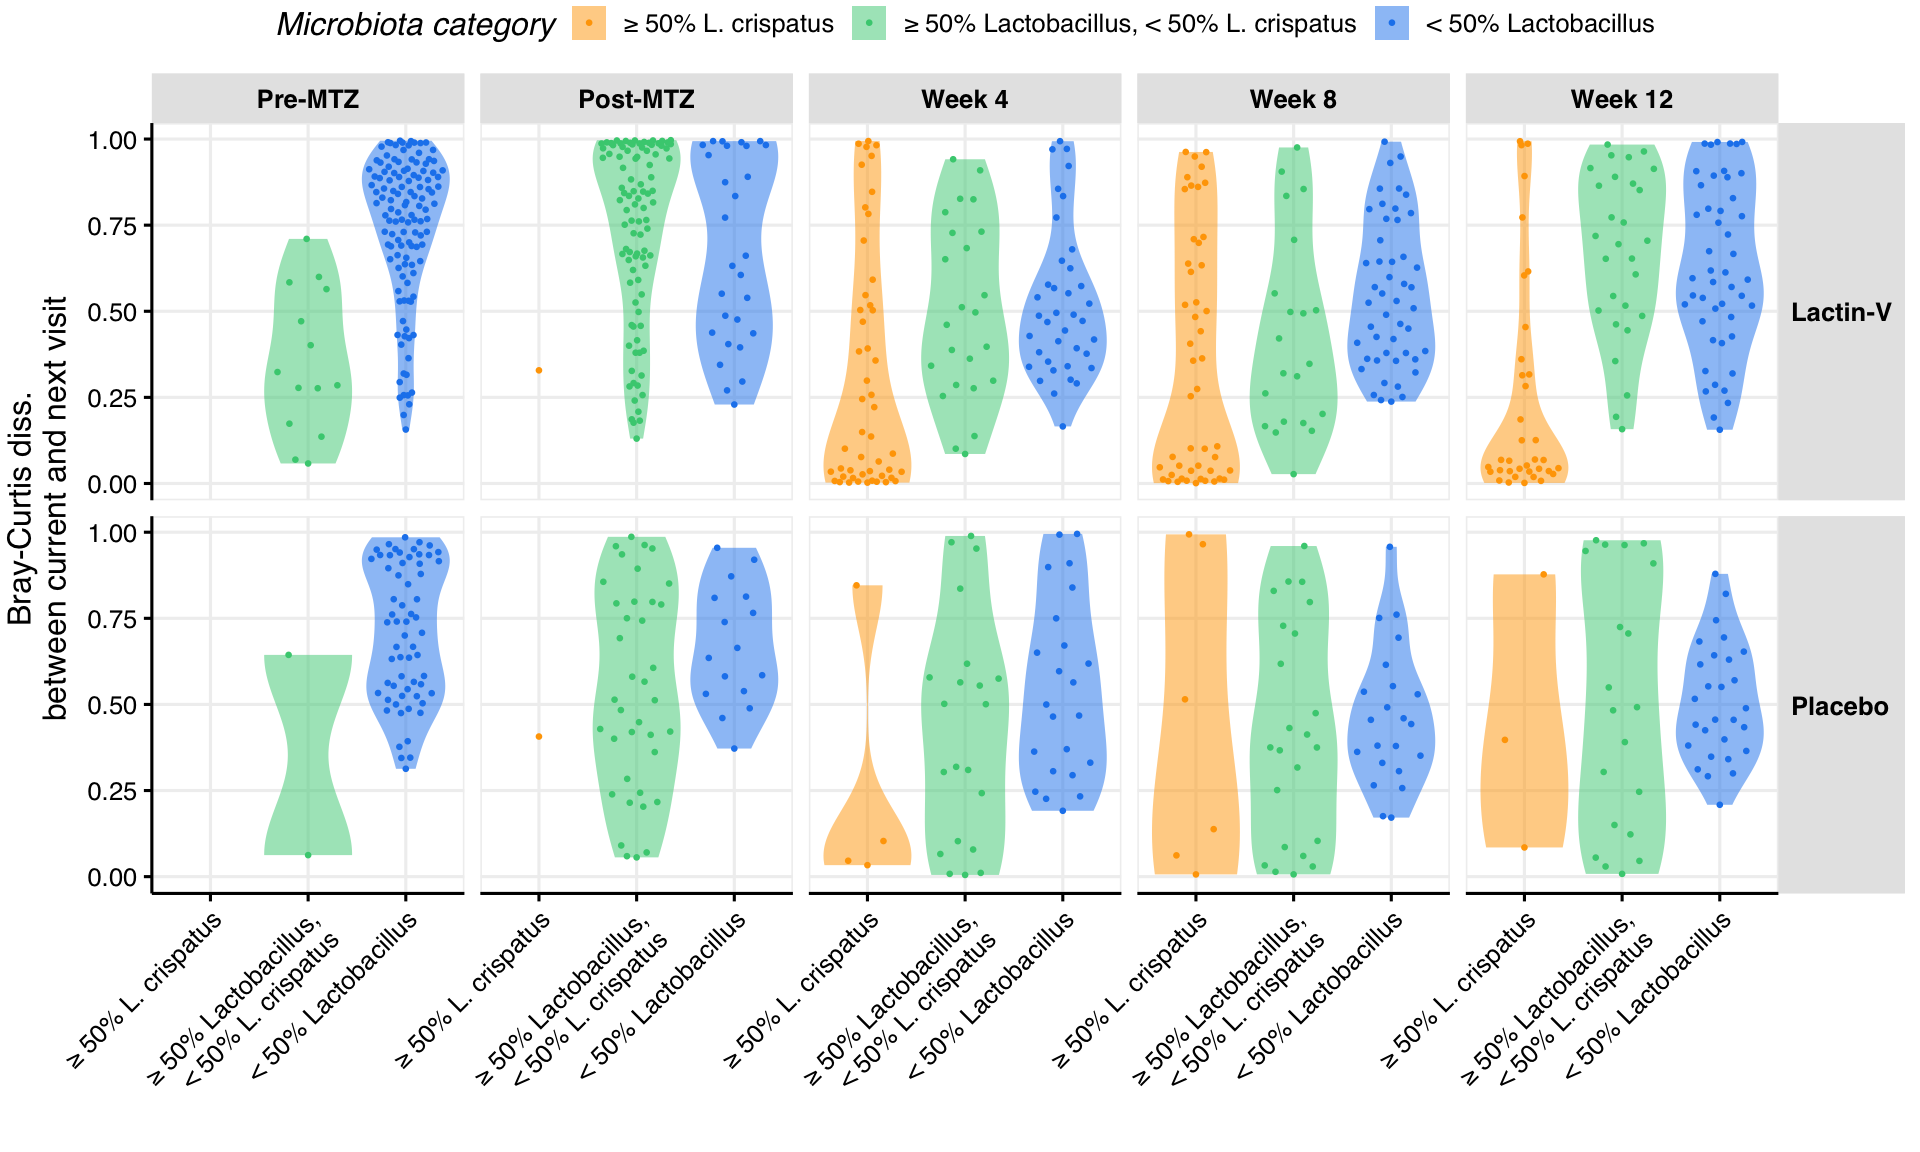 Microbiota category ≥ 50% L. crispatus ≥ 50% Lactobacillus, < 50% L. crispatus < 50% Lactobacillus
Pre-MTZ Post-MTZ Week 4 Week 8 Week 12
Bray-Curtis diss.
between current and next visit
1.00
0.75
0.50
0.25
0.00
Lactin-V
1.00
0.75
0.50
0.25
0.00
Placebo
≥ 50% L. crispatus
≥ 50% Lactobacillus,
< 50% L. crispatus
< 50% Lactobacillus
≥ 50% L. crispatus
≥ 50% Lactobacillus,
< 50% L. crispatus
< 50% Lactobacillus
≥ 50% L. crispatus
≥ 50% Lactobacillus,
< 50% L. crispatus
< 50% Lactobacillus
≥ 50% L. crispatus
≥ 50% Lactobacillus,
< 50% L. crispatus
< 50% Lactobacillus
≥ 50% L. crispatus
≥ 50% Lactobacillus,
< 50% L. crispatus
< 50% Lactobacillus